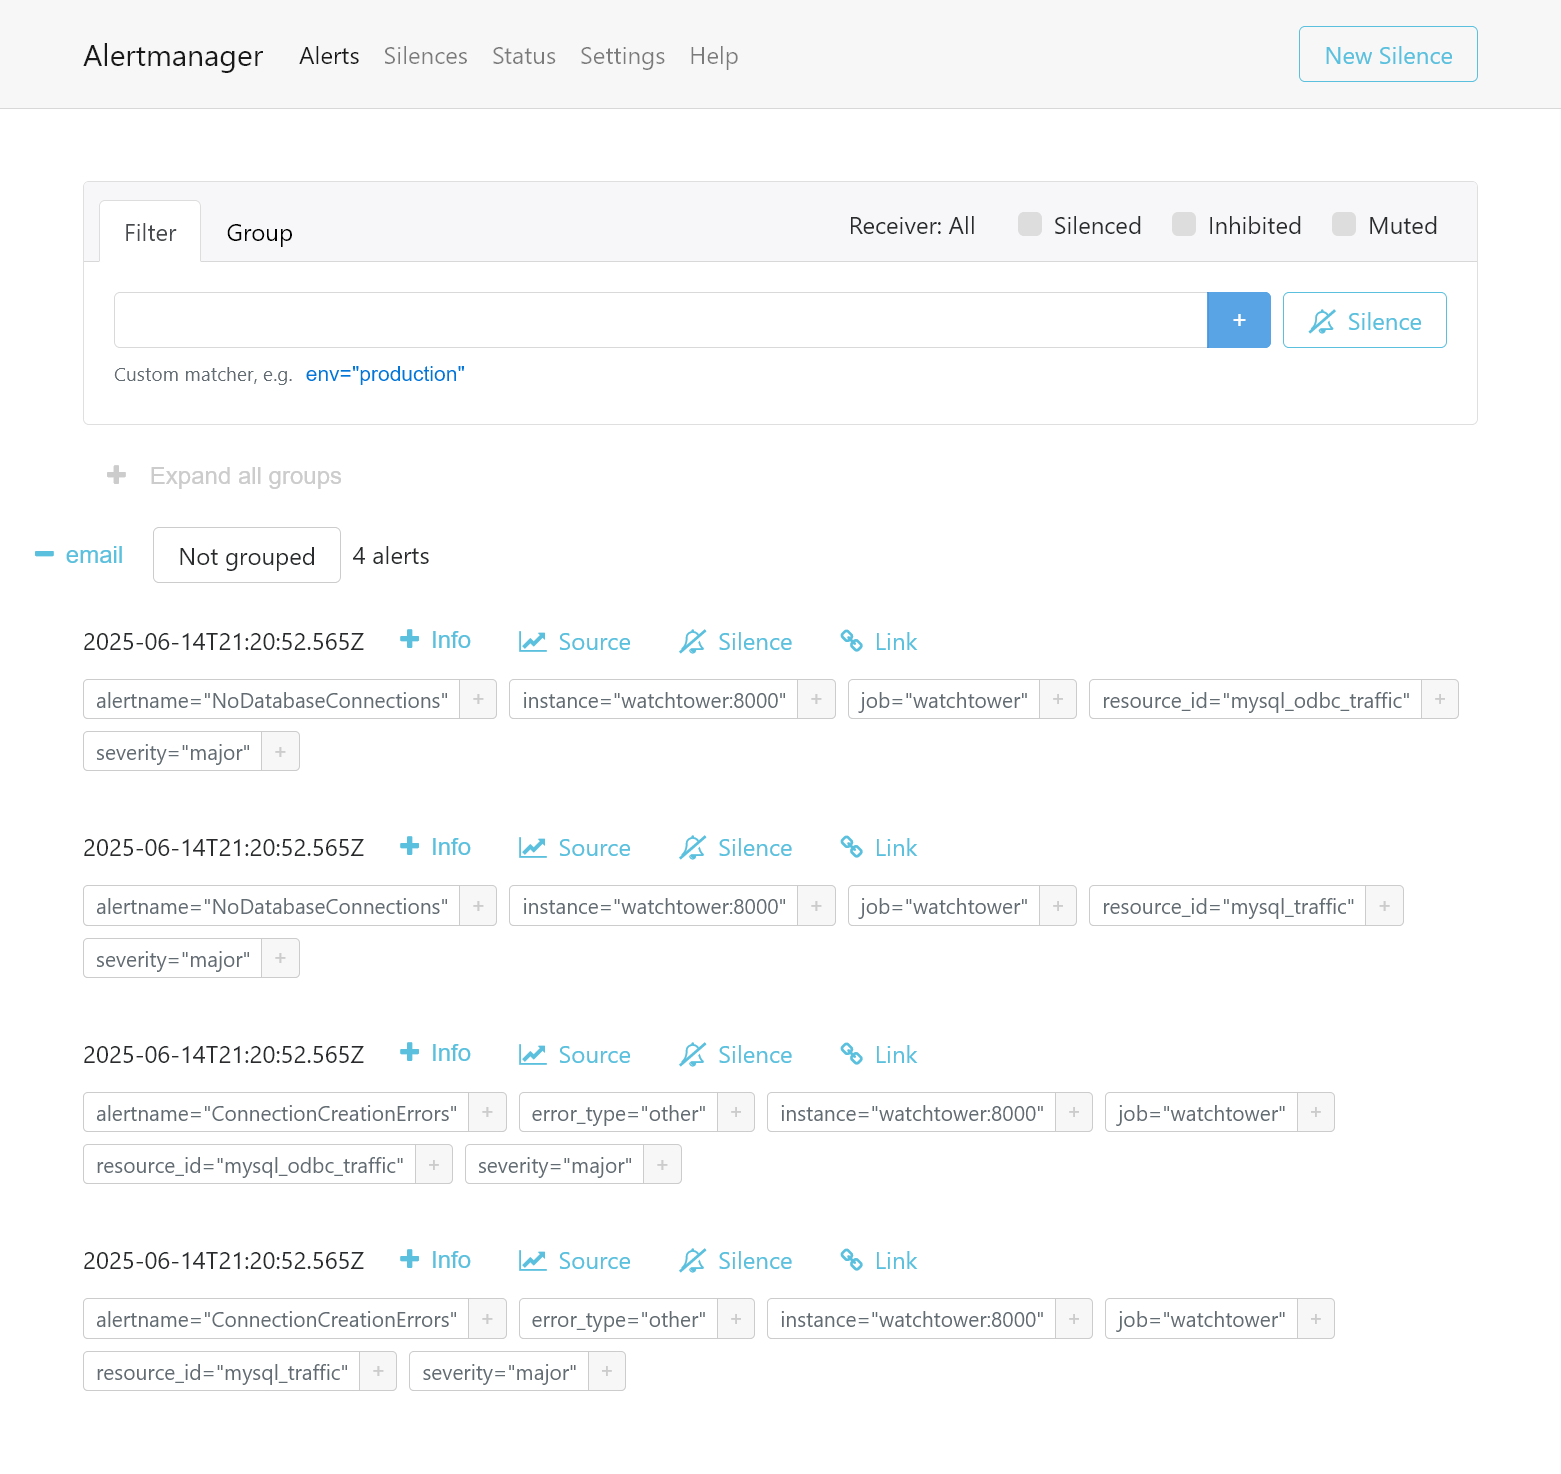 Alertmanager Alerts Silences Status Settings Help New Silence
Filter Group Receiver: All Silenced Inhibited Muted
+ Silence
Custom matcher, e.g. env="production"
+ Expand all groups
− email Not grouped 4 alerts
2025-06-14T21:20:52.565Z + Info Source Silence Link
alertname="NoDatabaseConnections" + instance="watchtower:8000" + job="watchtower" + resource_id="mysql_odbc_traffic" +
severity="major" +
2025-06-14T21:20:52.565Z + Info Source Silence Link
alertname="NoDatabaseConnections" + instance="watchtower:8000" + job="watchtower" + resource_id="mysql_traffic" +
severity="major" +
2025-06-14T21:20:52.565Z + Info Source Silence Link
alertname="ConnectionCreationErrors" + error_type="other" + instance="watchtower:8000" + job="watchtower" +
resource_id="mysql_odbc_traffic" + severity="major" +
2025-06-14T21:20:52.565Z + Info Source Silence Link
alertname="ConnectionCreationErrors" + error_type="other" + instance="watchtower:8000" + job="watchtower" +
resource_id="mysql_traffic" + severity="major" +